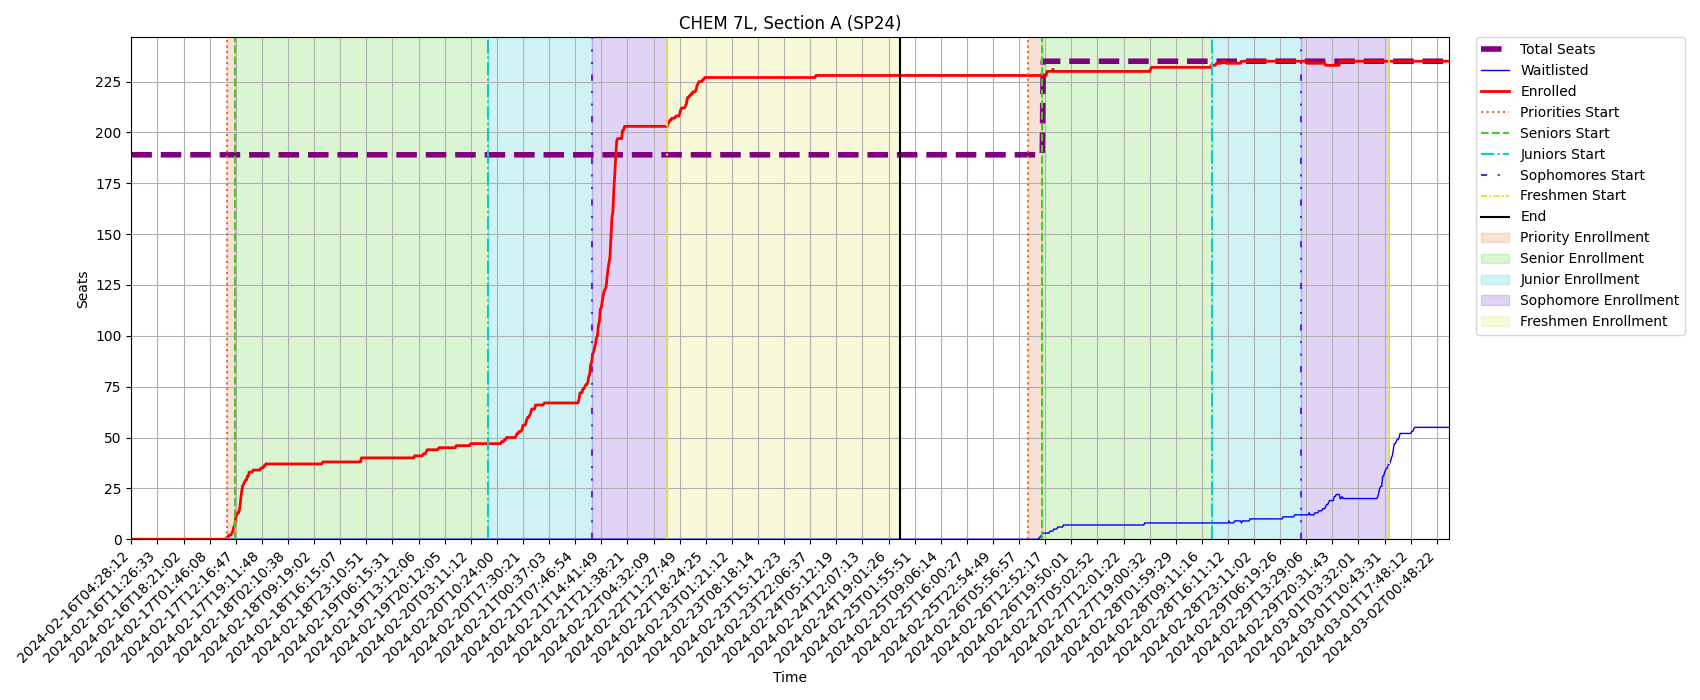 CHEM 7L, Section A (SP24)
Seats
225
200
175
150
125
100
75
50
25
0
2024-02-16T04:28:12
2024-02-16T11:26:33
2024-02-16T18:21:02
2024-02-17T01:46:08
2024-02-17T12:16:47
2024-02-17T19:11:48
2024-02-18T02:10:38
2024-02-18T09:19:02
2024-02-18T16:15:07
2024-02-18T23:10:51
2024-02-19T06:15:31
2024-02-19T13:12:06
2024-02-19T20:12:05
2024-02-20T03:11:12
2024-02-20T10:24:00
2024-02-20T17:30:21
2024-02-21T00:37:03
2024-02-21T07:46:54
2024-02-21T14:41:49
2024-02-21T21:38:21
2024-02-22T04:32:09
2024-02-22T11:27:49
2024-02-22T18:24:25
2024-02-23T01:21:12
2024-02-23T08:18:14
2024-02-23T15:12:23
2024-02-23T22:06:37
2024-02-24T05:12:19
2024-02-24T12:07:13
2024-02-24T19:01:26
2024-02-25T01:55:51
2024-02-25T09:06:14
2024-02-25T16:00:27
2024-02-25T22:54:49
2024-02-26T05:56:57
2024-02-26T12:52:17
2024-02-26T19:50:01
2024-02-27T05:02:52
2024-02-27T12:01:22
2024-02-27T19:00:32
2024-02-28T01:59:29
2024-02-28T09:11:16
2024-02-28T16:11:12
2024-02-28T23:11:02
2024-02-29T06:19:26
2024-02-29T13:29:06
2024-02-29T20:31:43
2024-03-01T03:32:01
2024-03-01T10:43:31
2024-03-01T17:48:12
2024-03-02T00:48:22
Time
Total Seats
Waitlisted
Enrolled
Priorities Start
Seniors Start
Juniors Start
Sophomores Start
Freshmen Start
End
Priority Enrollment
Senior Enrollment
Junior Enrollment
Sophomore Enrollment
Freshmen Enrollment